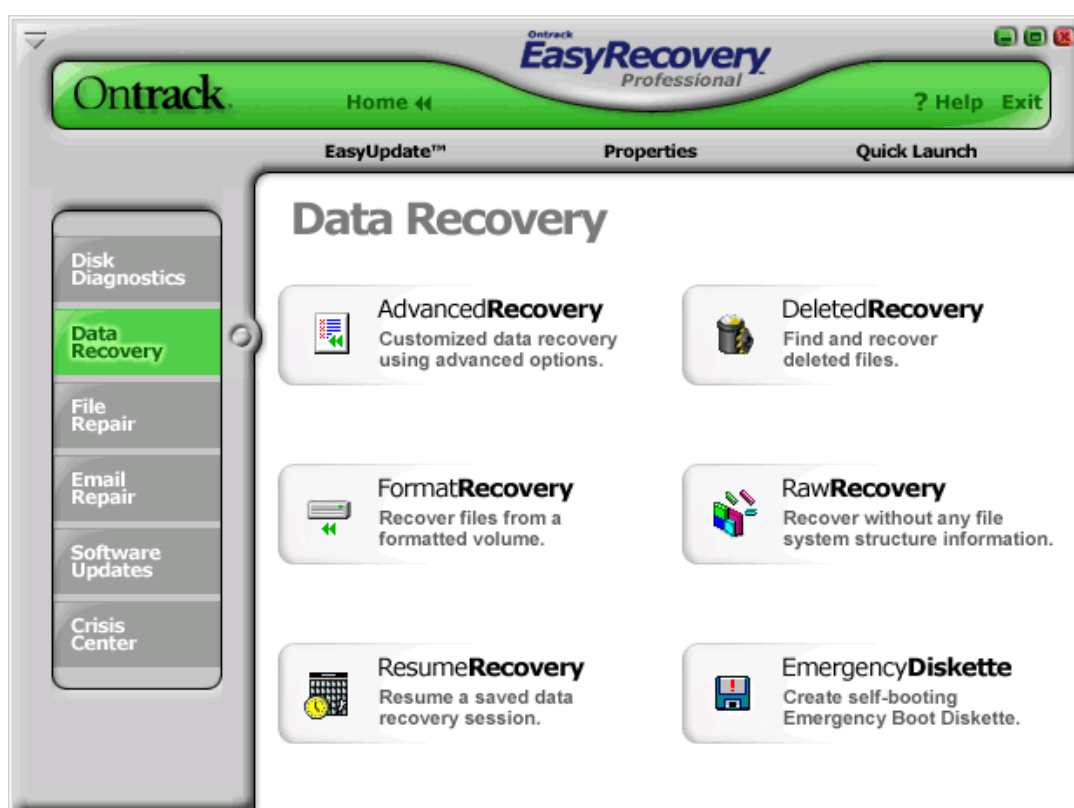 Ontrack
EasyRecovery
Professional
Ontrack.
Home
? Help Exit
EasyUpdate™ Properties Quick Launch
Data Recovery
Disk
Diagnostics
Data
Recovery
File
Repair
Email
Repair
Software
Updates
Crisis
Center
AdvancedRecovery
Customized data recovery
using advanced options.
DeletedRecovery
Find and recover
deleted files.
FormatRecovery
Recover files from a
formatted volume.
RawRecovery
Recover without any file
system structure information.
ResumeRecovery
Resume a saved data
recovery session.
EmergencyDiskette
Create self-booting
Emergency Boot Diskette.